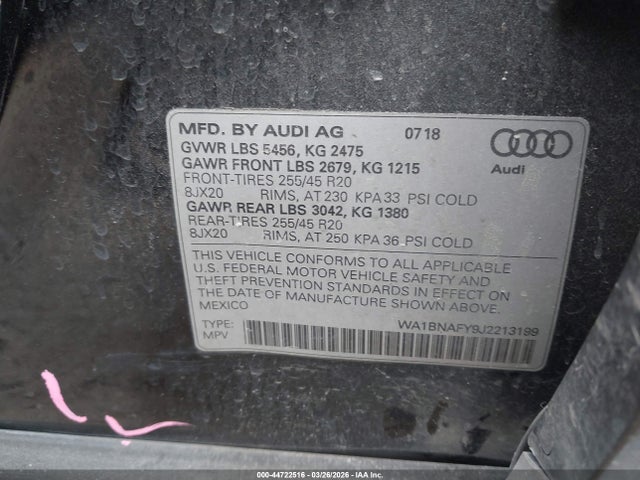 MFD. BY AUDI AG 0718
GVWR LBS 5456, KG 2475
GAWR FRONT LBS 2679, KG 1215
FRONT-TIRES 255/45 R20
8JX20 RIMS, AT 230 KPA 33 PSI COLD
GAWR REAR LBS 3042, KG 1380
REAR-TIRES 255/45 R20
8JX20 RIMS, AT 250 KPA 36 PSI COLD
Audi
THIS VEHICLE CONFORMS TO ALL APPLICABLE
U.S. FEDERAL MOTOR VEHICLE SAFETY AND
THEFT PREVENTION STANDARDS IN EFFECT ON
THE DATE OF MANUFACTURE SHOWN ABOVE.
MEXICO
TYPE: WA1BNAFY9J2213199
MPV
000-44722516 | 03/26/2026 | IAA Inc.